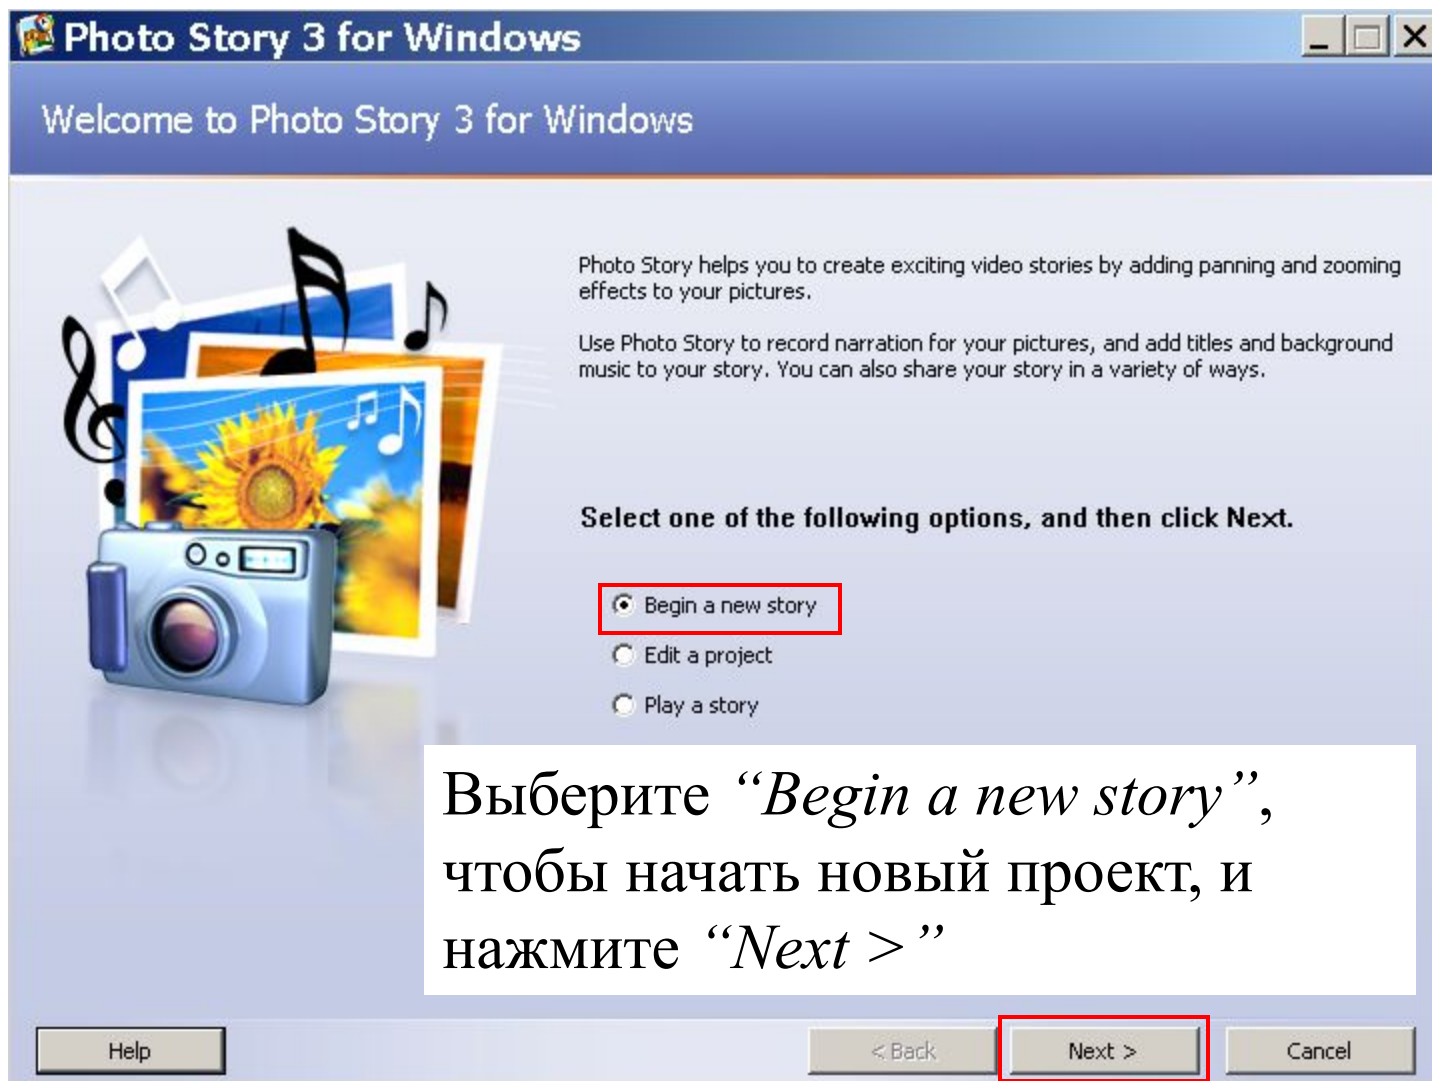 Photo Story 3 for Windows
Welcome to Photo Story 3 for Windows
Photo Story helps you to create exciting video stories by adding panning and zooming
effects to your pictures.
Use Photo Story to record narration for your pictures, and add titles and background
music to your story. You can also share your story in a variety of ways.
Select one of the following options, and then click Next.
Begin a new story
Edit a project
Play a story
Выберите “Begin a new story”,
чтобы начать новый проект, и
нажмите “Next >”
Help
< Back
Next >
Cancel